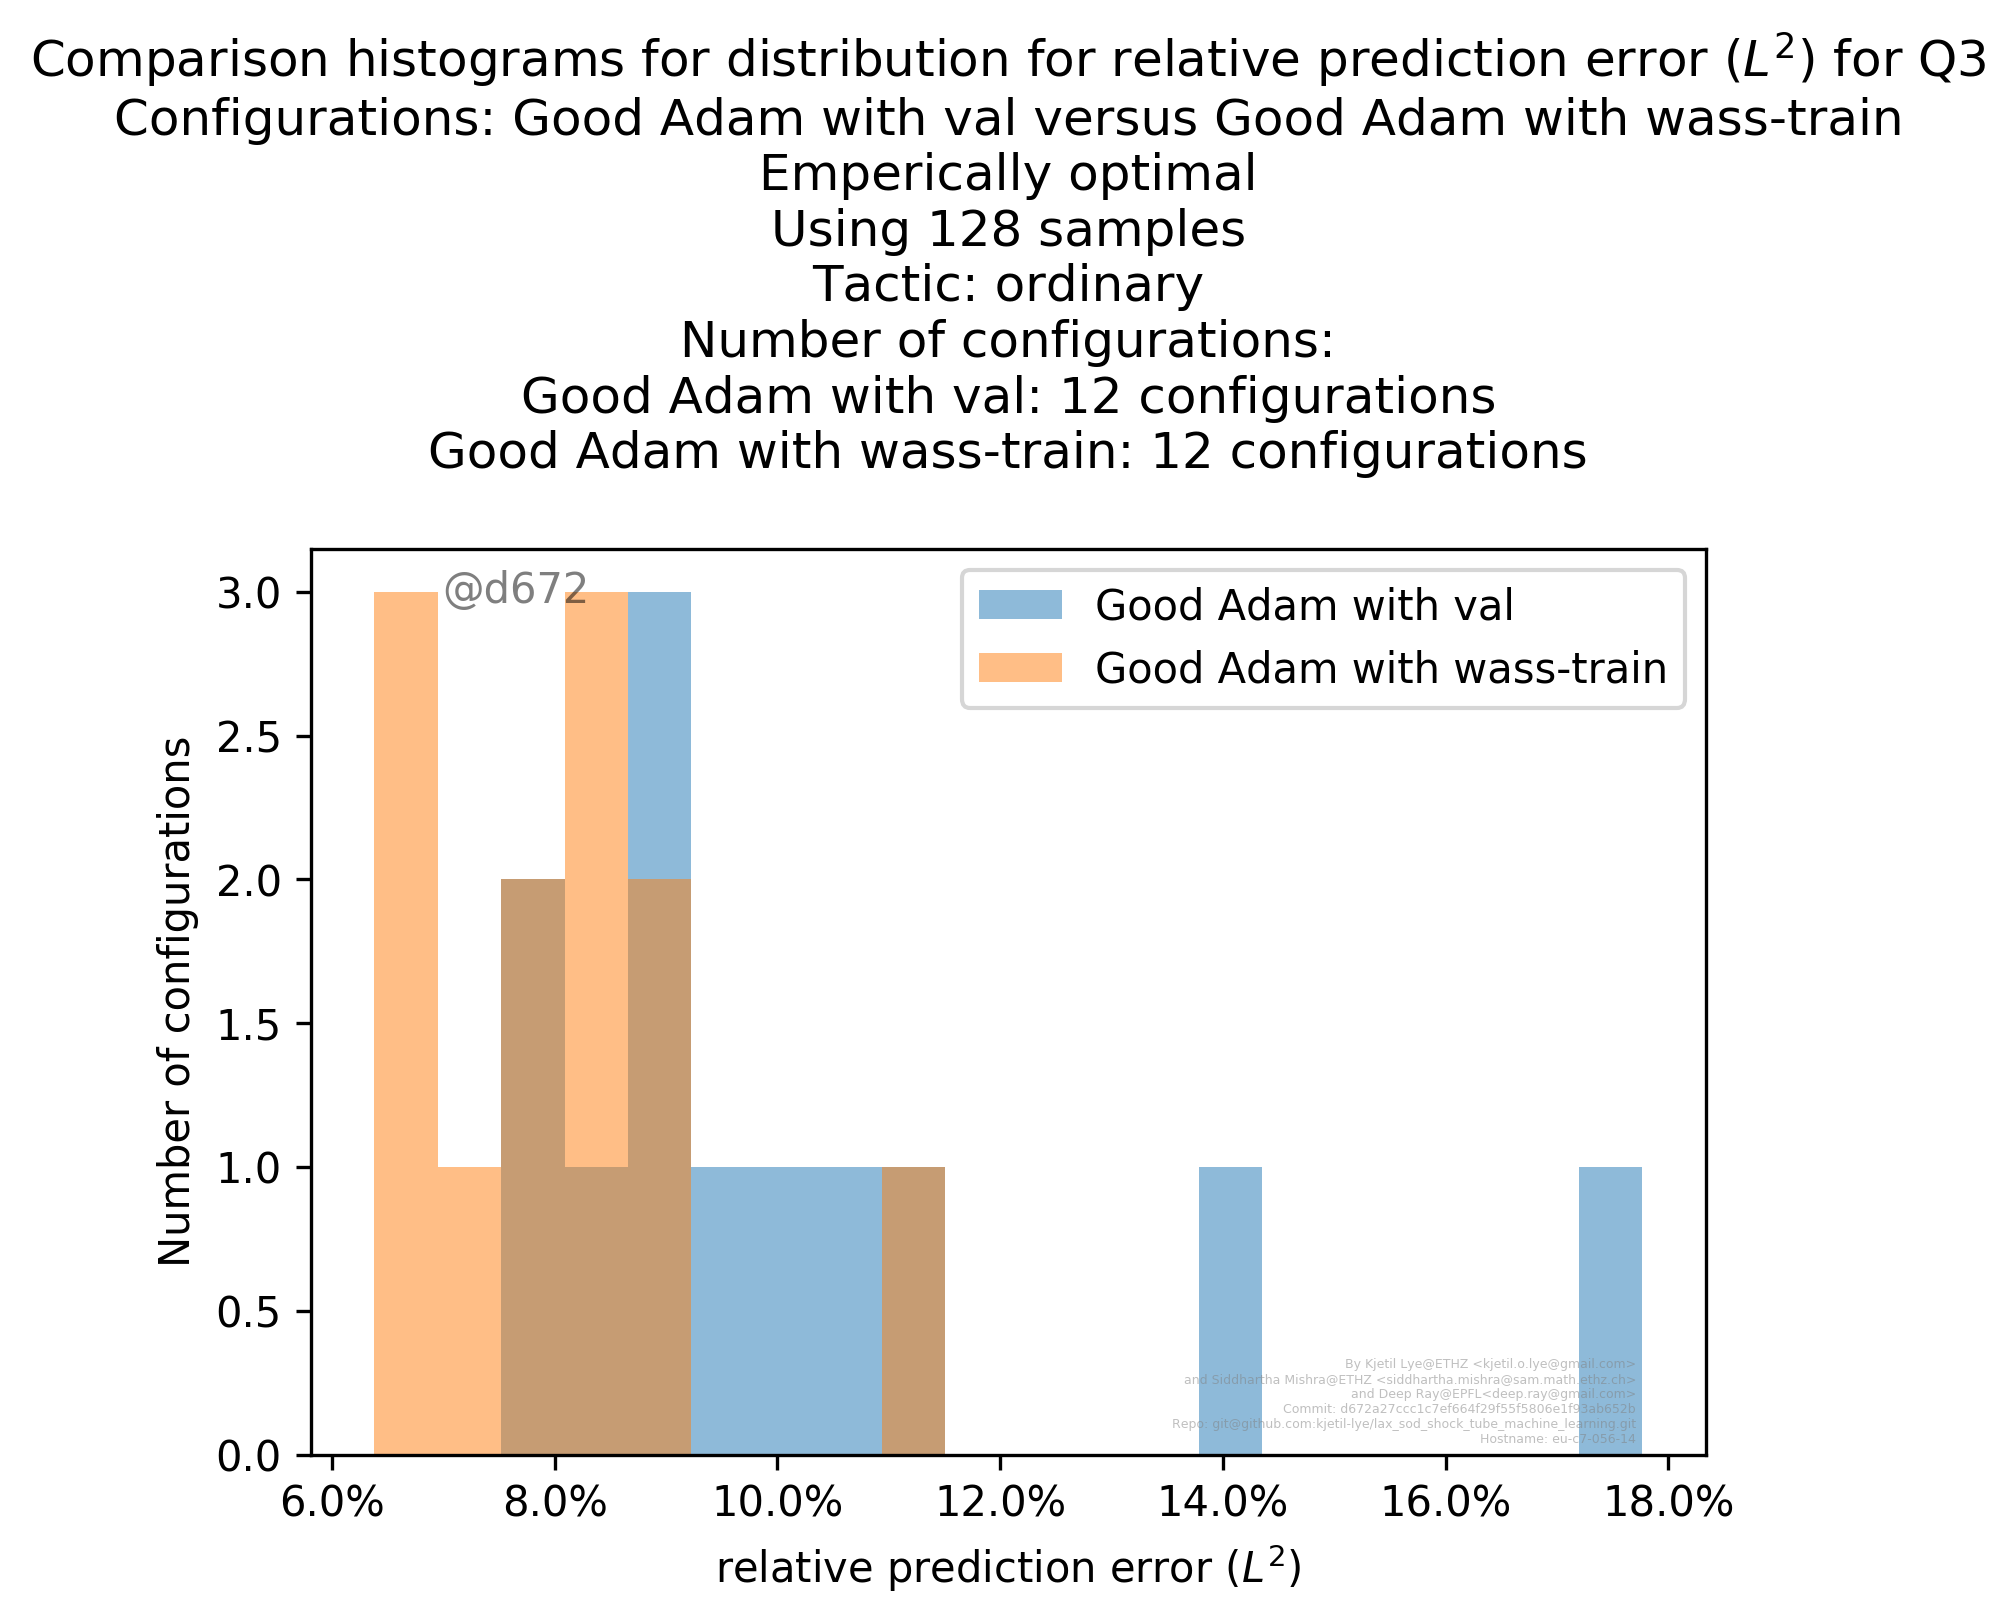 Comparison histograms for distribution for relative prediction error (L²) for Q3
Configurations: Good Adam with val versus Good Adam with wass-train
Emperically optimal
Using 128 samples
Tactic: ordinary
Number of configurations:
Good Adam with val: 12 configurations
Good Adam with wass-train: 12 configurations
@d672
Good Adam with val
Good Adam with wass-train
Number of configurations
3.0
2.5
2.0
1.5
1.0
0.5
0.0
By Kjetil Lye@ETHZ <kjetil.o.lye@gmail.com>
and Siddhartha Mishra@ETHZ <siddhartha.mishra@sam.math.ethz.ch>
and Deep Ray@EPFL<deep.ray@gmail.com>
Commit: d672a27ccc1c7ef664f29f55f5806e1f93ab652b
Repo: git@github.com:kjetil-lye/lax_sod_shock_tube_machine_learning.git
Hostname: eu-c7-056-14
6.0% 8.0% 10.0% 12.0% 14.0% 16.0% 18.0%
relative prediction error (L²)